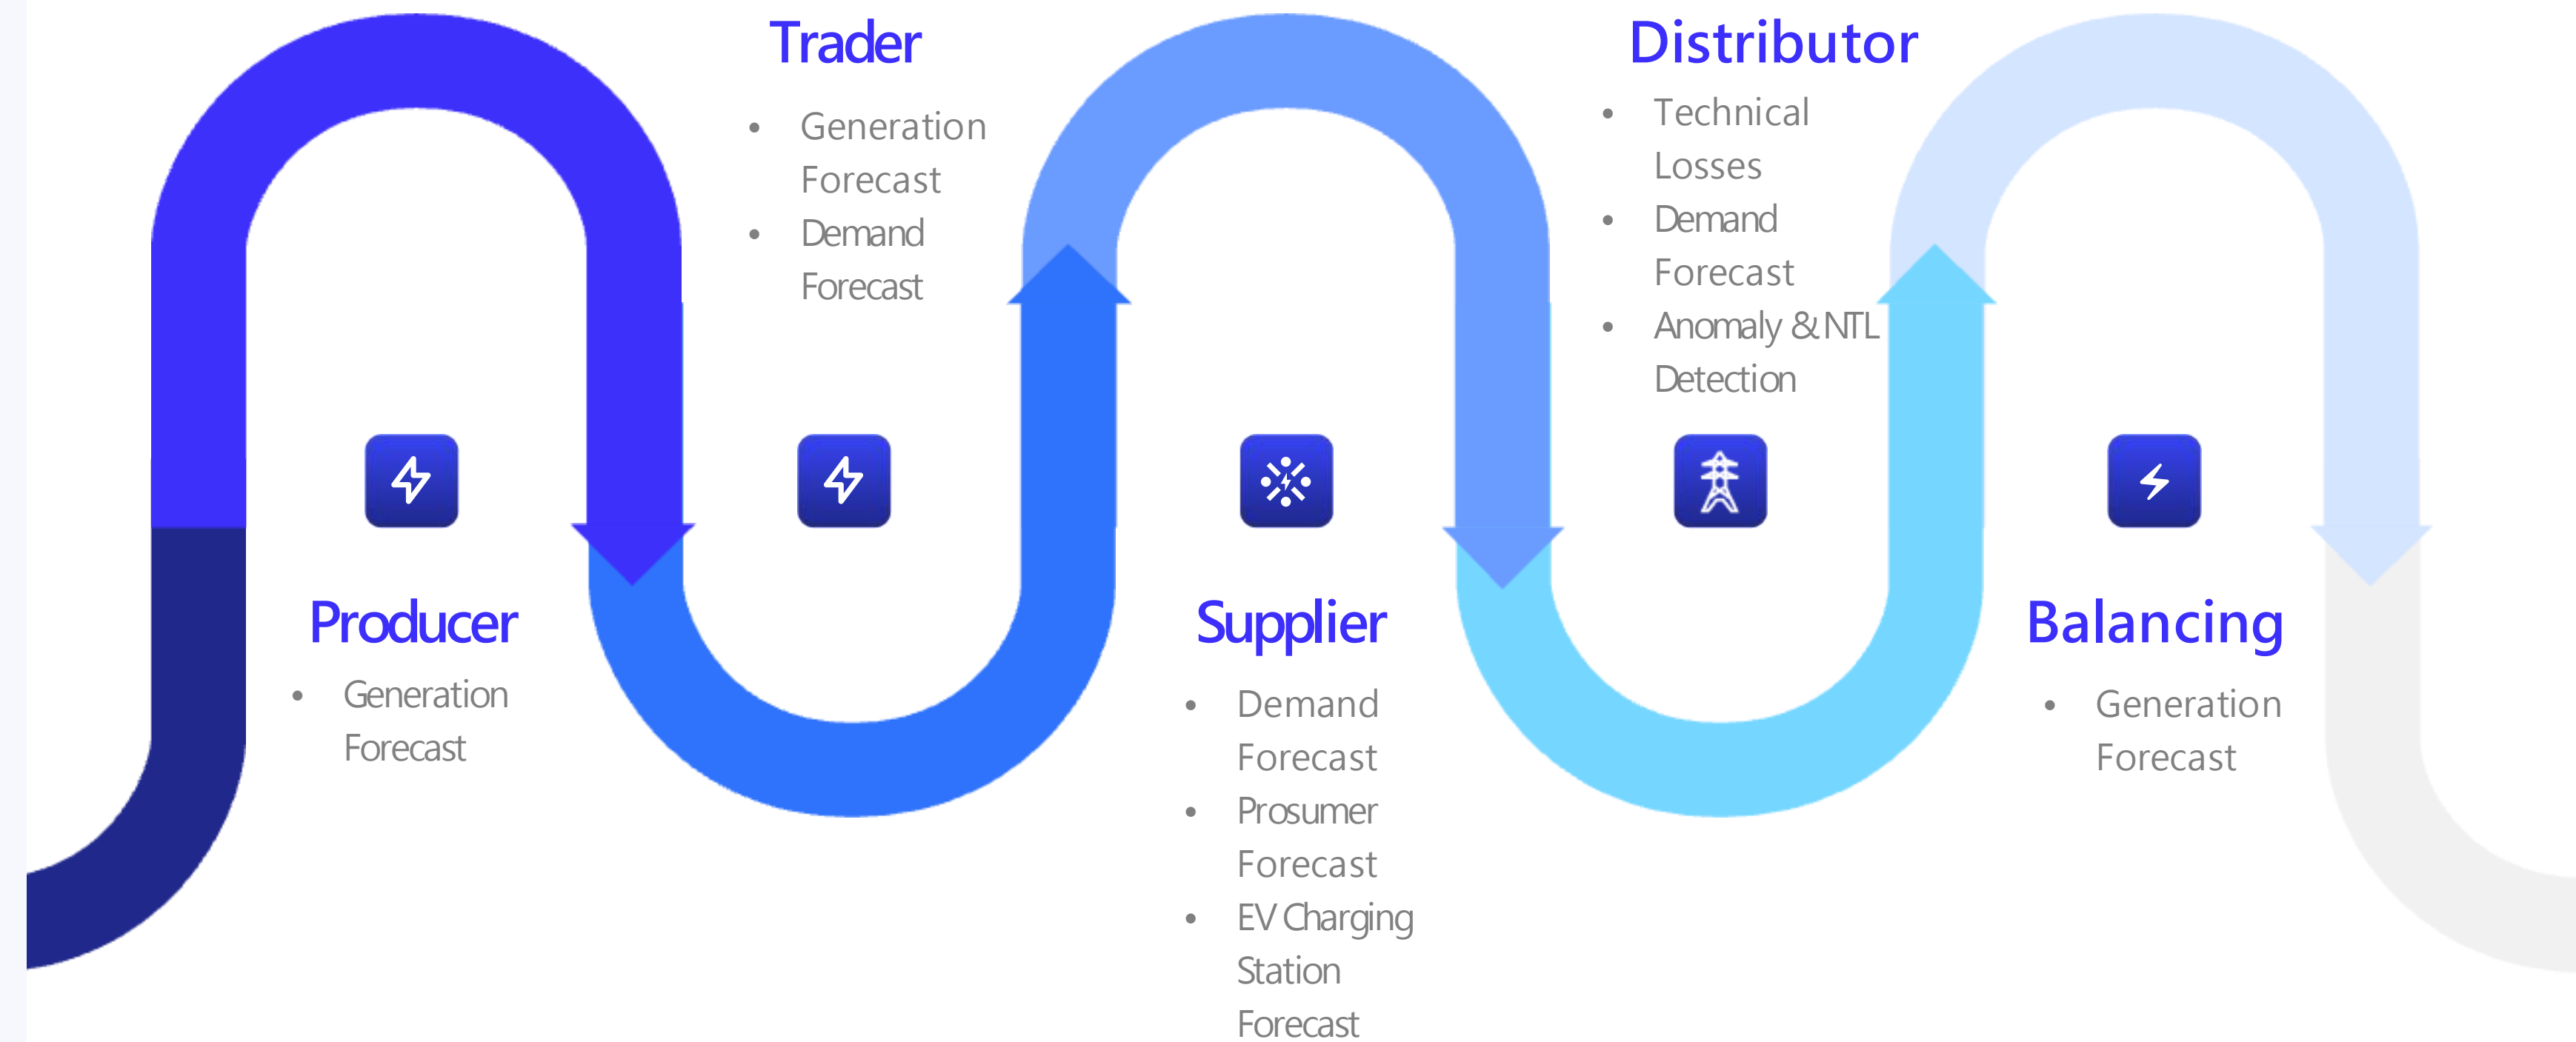 Trader
• Generation
Forecast
• Demand
Forecast
Distributor
• Technical
Losses
• Demand
Forecast
• Anomaly & NTL
Detection
Producer
• Generation
Forecast
Supplier
• Demand
Forecast
• Prosumer
Forecast
• EV Charging
Station
Forecast
Balancing
• Generation
Forecast